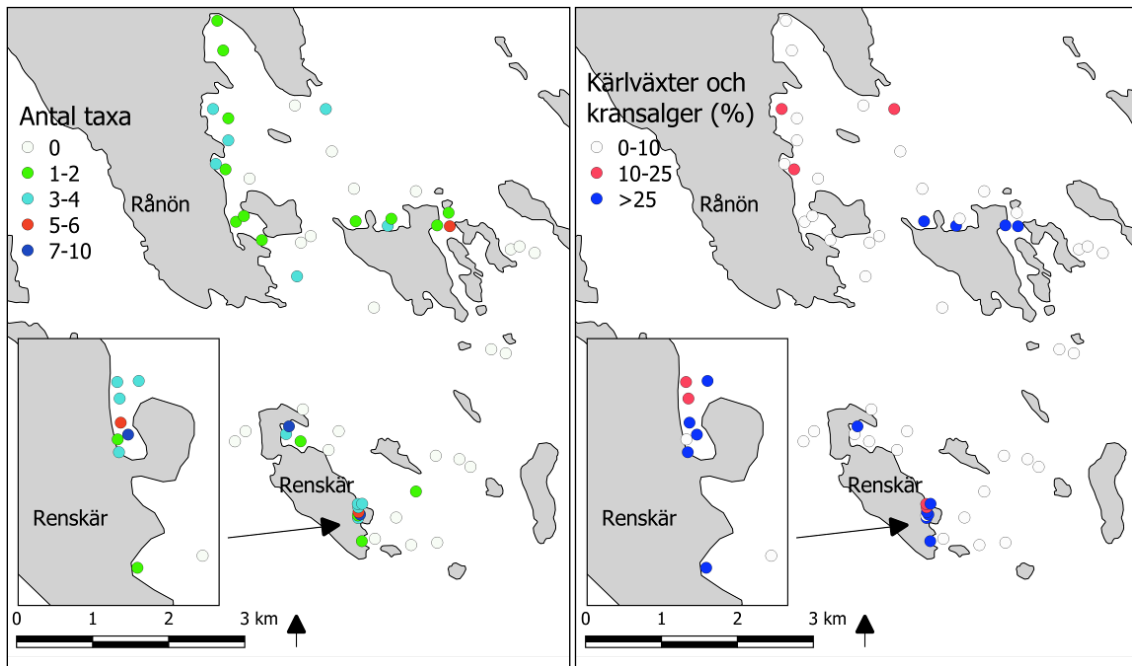 Antal taxa
0
1-2
3-4
5-6
7-10
Rånön
Renskär
Renskär
0 1 2 3 km
Kärlväxter och
kransalger (%)
0-10
10-25
>25
Rånön
Renskär
Renskär
0 1 2 3 km